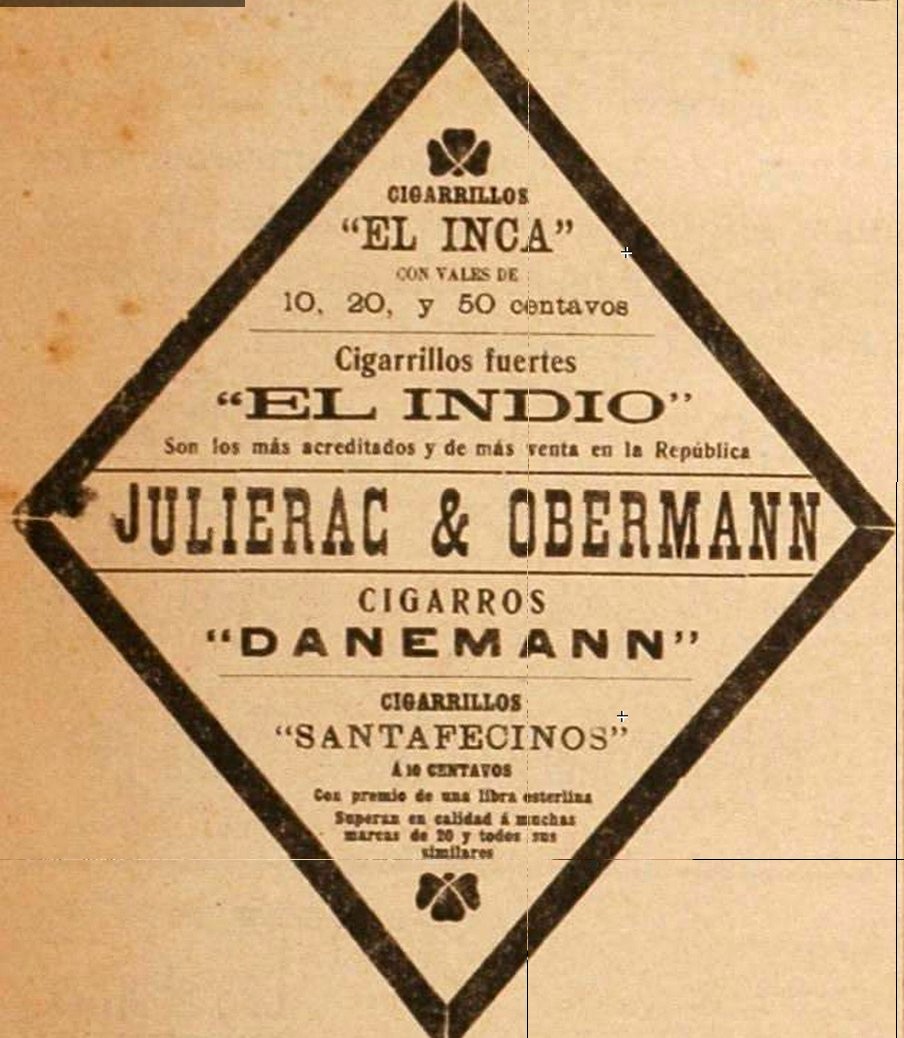 CIGARRILLOS
“EL INCA”
CON VALES DE
10, 20, y 50 centavos
Cigarrillos fuertes
“EL INDIO”
Son los más acreditados y de más venta en la República
JULIERAC & OBERMANN
CIGARROS
“DANEMANN”
CIGARRILLOS
“SANTAFECINOS”
Á 10 CENTAVOS
Con premio de una libra esterlina
Superan en calidad á muchas
marcas de 20 y todos sus
similares